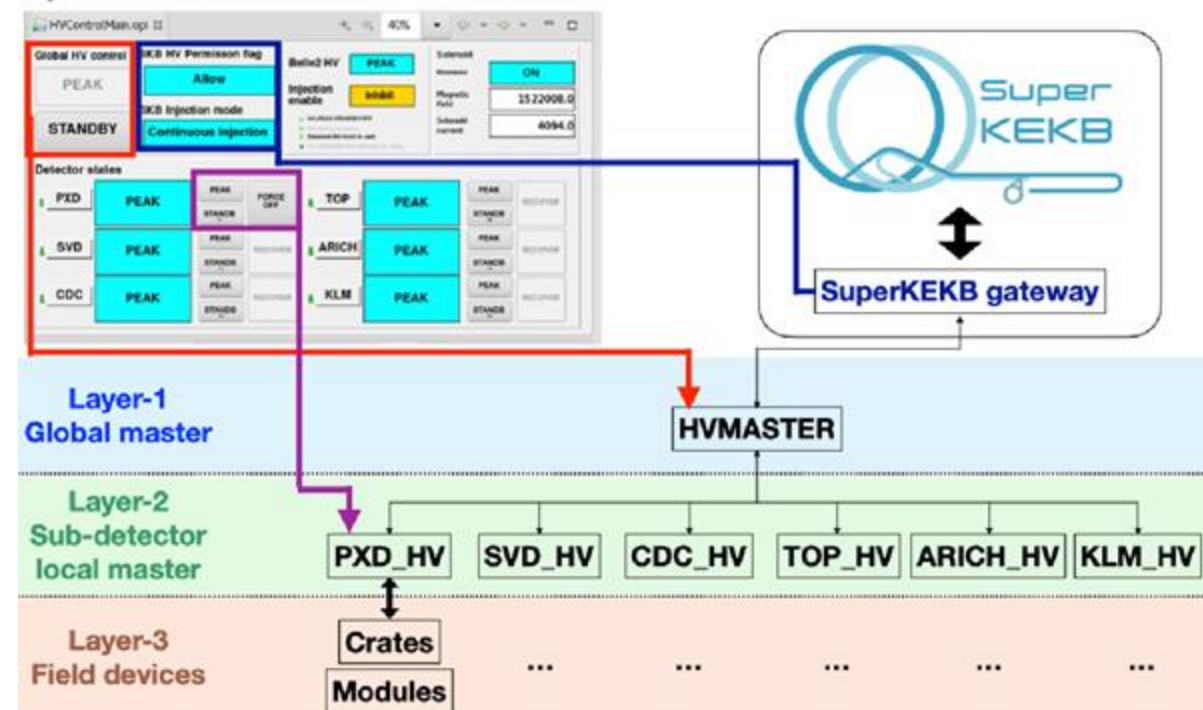 HVControlMain.opi
40%
Global HV control
PEAK
STANDBY
SKB HV Permisson flag
Allow
SKB Injection mode
Continuous Injection
Belle2 HV
PEAK
Injection
enable
Inhibit
Solenoid
ON
Magnetic
field
1522008.0
Solenoid
current
4094.0
Detector states
PXD
PEAK
PEAK
STANDB
FORCE
OFF
TOP
PEAK
PEAK
STANDB
RECOVER
SVD
PEAK
PEAK
STANDB
RECOVER
ARICH
PEAK
PEAK
STANDB
RECOVER
CDC
PEAK
PEAK
STANDB
RECOVER
KLM
PEAK
PEAK
STANDB
RECOVER
Super
KEKB
SuperKEKB gateway
Layer-1
Global master
HVMASTER
Layer-2
Sub-detector
local master
PXD_HV
SVD_HV
CDC_HV
TOP_HV
ARICH_HV
KLM_HV
Layer-3
Field devices
Crates
Modules
...
...
...
...
...